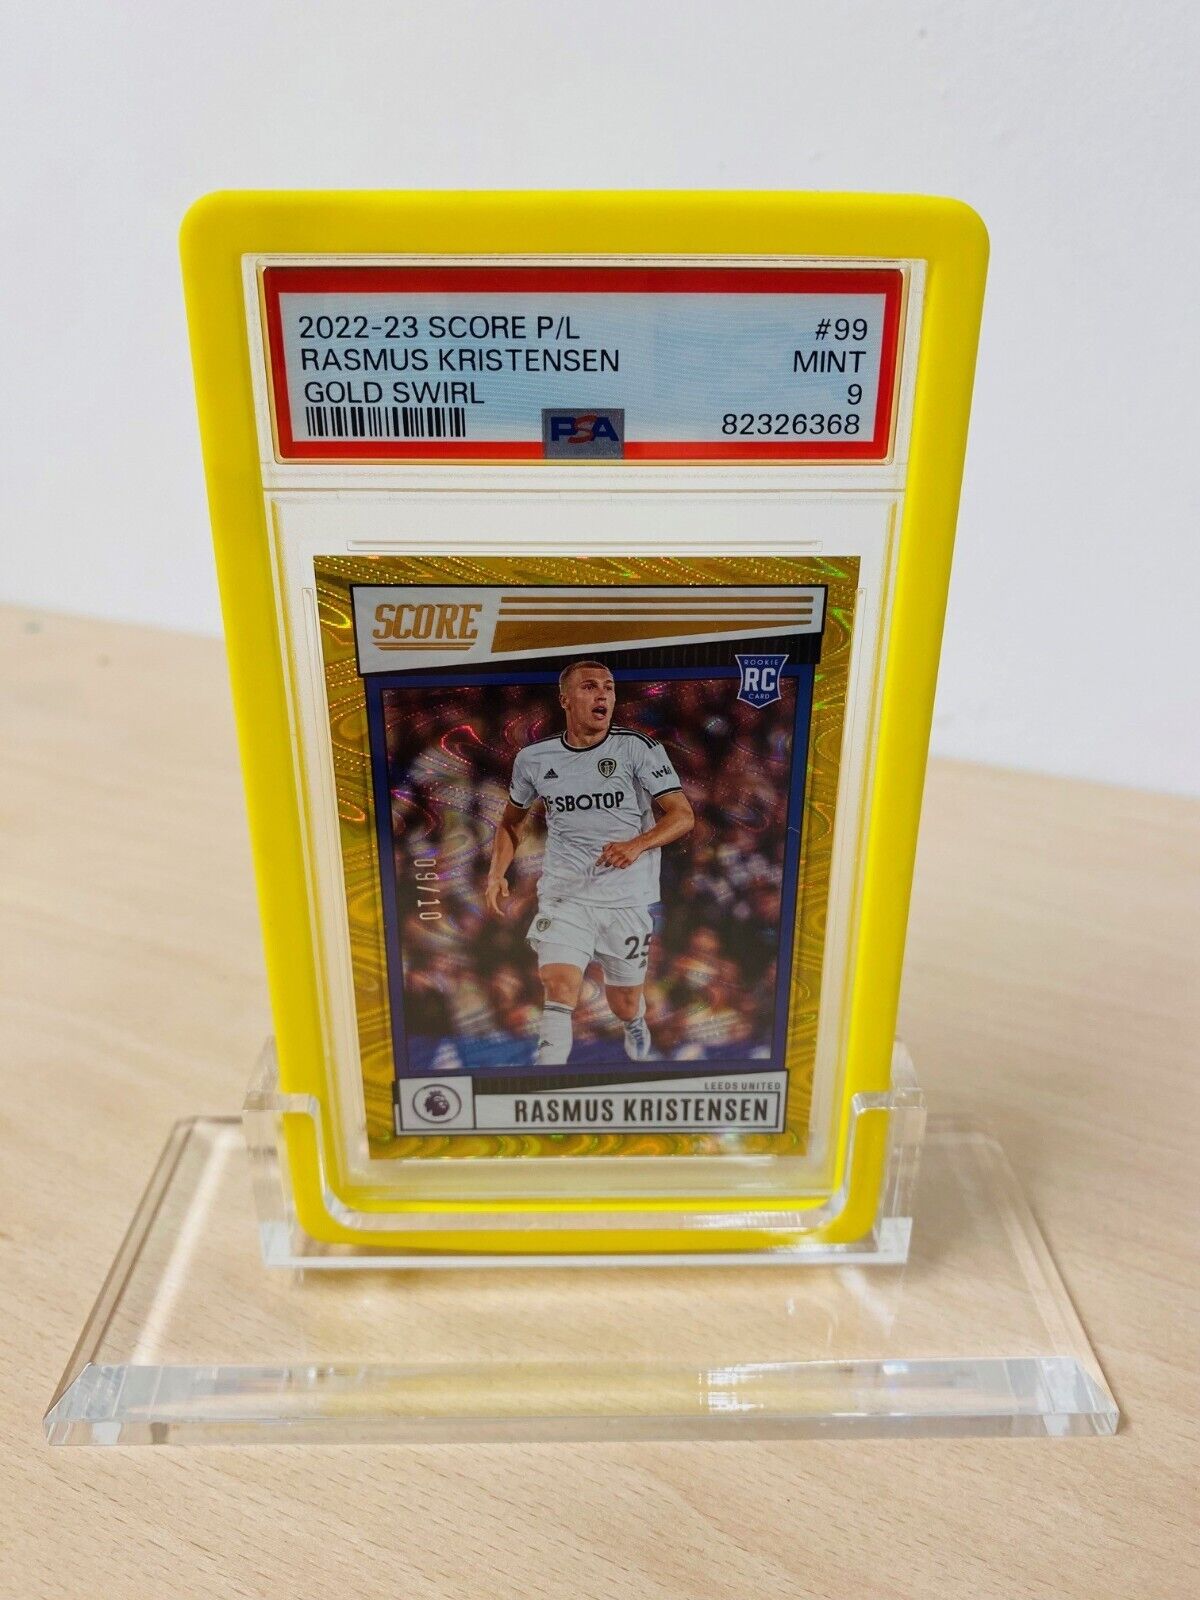 2022-23 SCORE P/L #99
RASMUS KRISTENSEN MINT
GOLD SWIRL 9
PSA 82326368
SCORE
ROOKIE
RC
CARD
SBOTOP
09/10
25
LEEDS UNITED
RASMUS KRISTENSEN